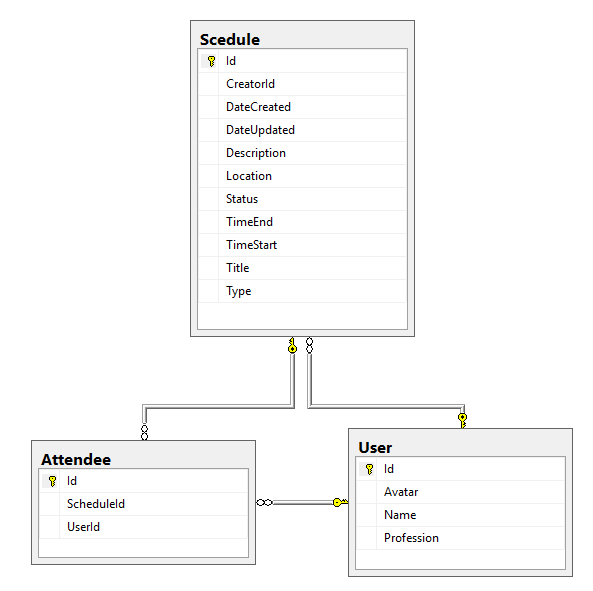 Scedule
Id
CreatorId
DateCreated
DateUpdated
Description
Location
Status
TimeEnd
TimeStart
Title
Type
Attendee
Id
ScheduleId
UserId
User
Id
Avatar
Name
Profession